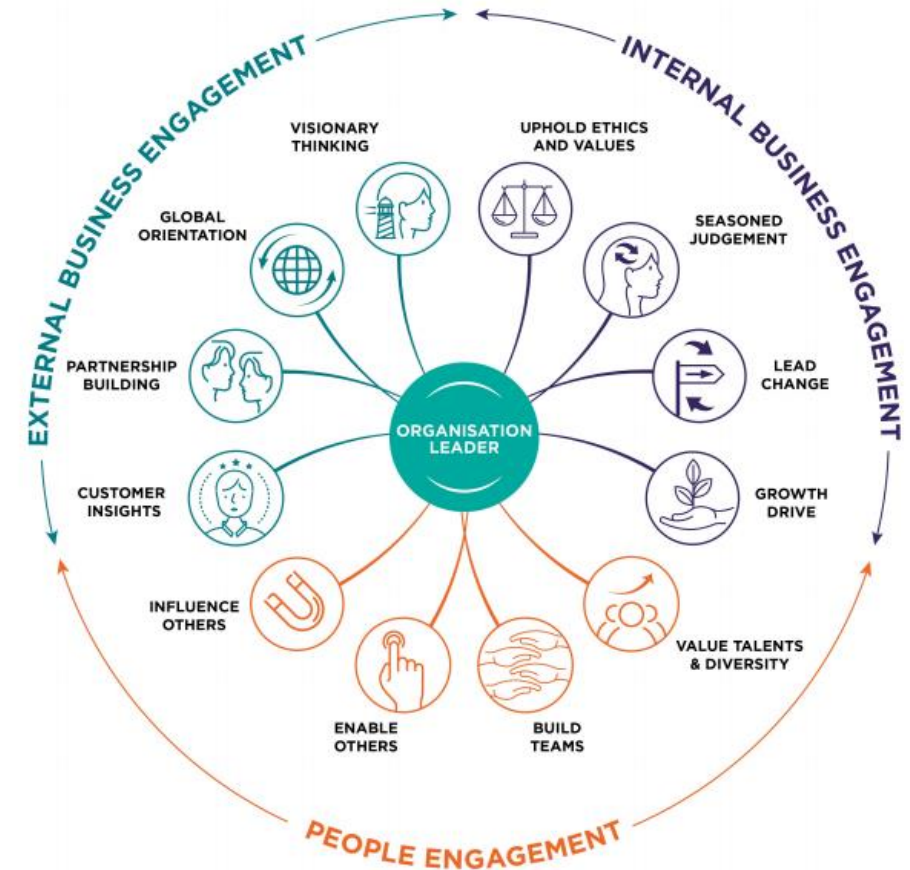 EXTERNAL BUSINESS ENGAGEMENT
INTERNAL BUSINESS ENGAGEMENT
VISIONARY
THINKING
UPHOLD ETHICS
AND VALUES
GLOBAL
ORIENTATION
SEASONED
JUDGEMENT
PARTNERSHIP
BUILDING
LEAD
CHANGE
ORGANISATION
LEADER
CUSTOMER
INSIGHTS
GROWTH
DRIVE
INFLUENCE
OTHERS
VALUE TALENTS
& DIVERSITY
ENABLE
OTHERS
BUILD
TEAMS
PEOPLE ENGAGEMENT